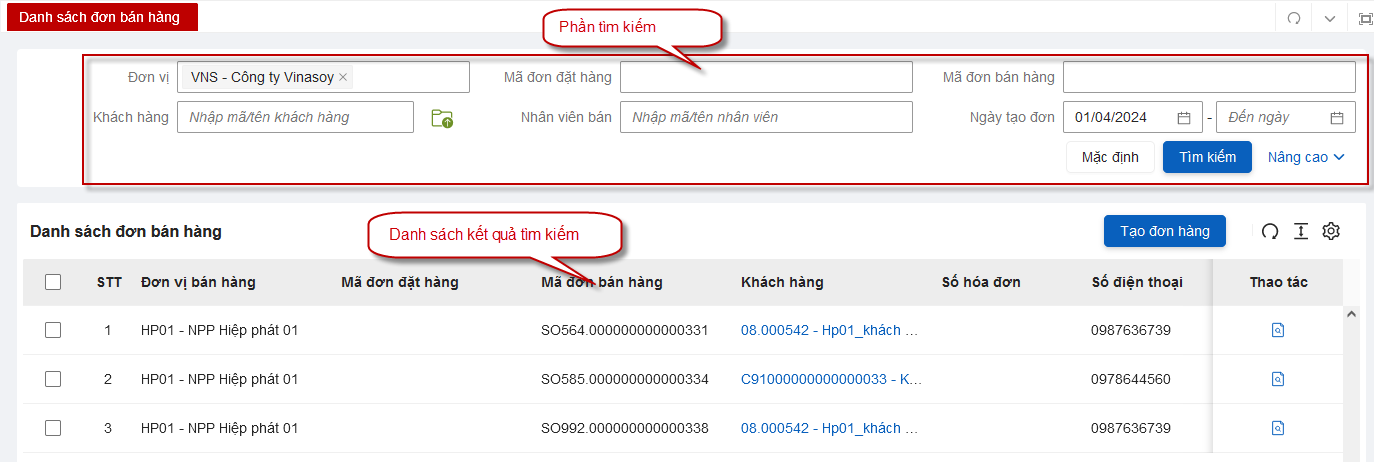 Danh sách đơn bán hàng
Phần tìm kiếm
Đơn vị VNS - Công ty Vinasoy × Mã đơn đặt hàng Mã đơn bán hàng
Khách hàng Nhập mã/tên khách hàng Nhân viên bán Nhập mã/tên nhân viên Ngày tạo đơn 01/04/2024 - Đến ngày
Mặc định Tìm kiếm Nâng cao
Danh sách đơn bán hàng Danh sách kết quả tìm kiếm Tạo đơn hàng
STT Đơn vị bán hàng Mã đơn đặt hàng Mã đơn bán hàng Khách hàng Số hóa đơn Số điện thoại Thao tác
1 HP01 - NPP Hiệp phát 01 SO564.000000000000331 08.000542 - Hp01_khách ... 0987636739
2 HP01 - NPP Hiệp phát 01 SO585.000000000000334 C91000000000000033 - K... 0978644560
3 HP01 - NPP Hiệp phát 01 SO992.000000000000338 08.000542 - Hp01_khách ... 0987636739